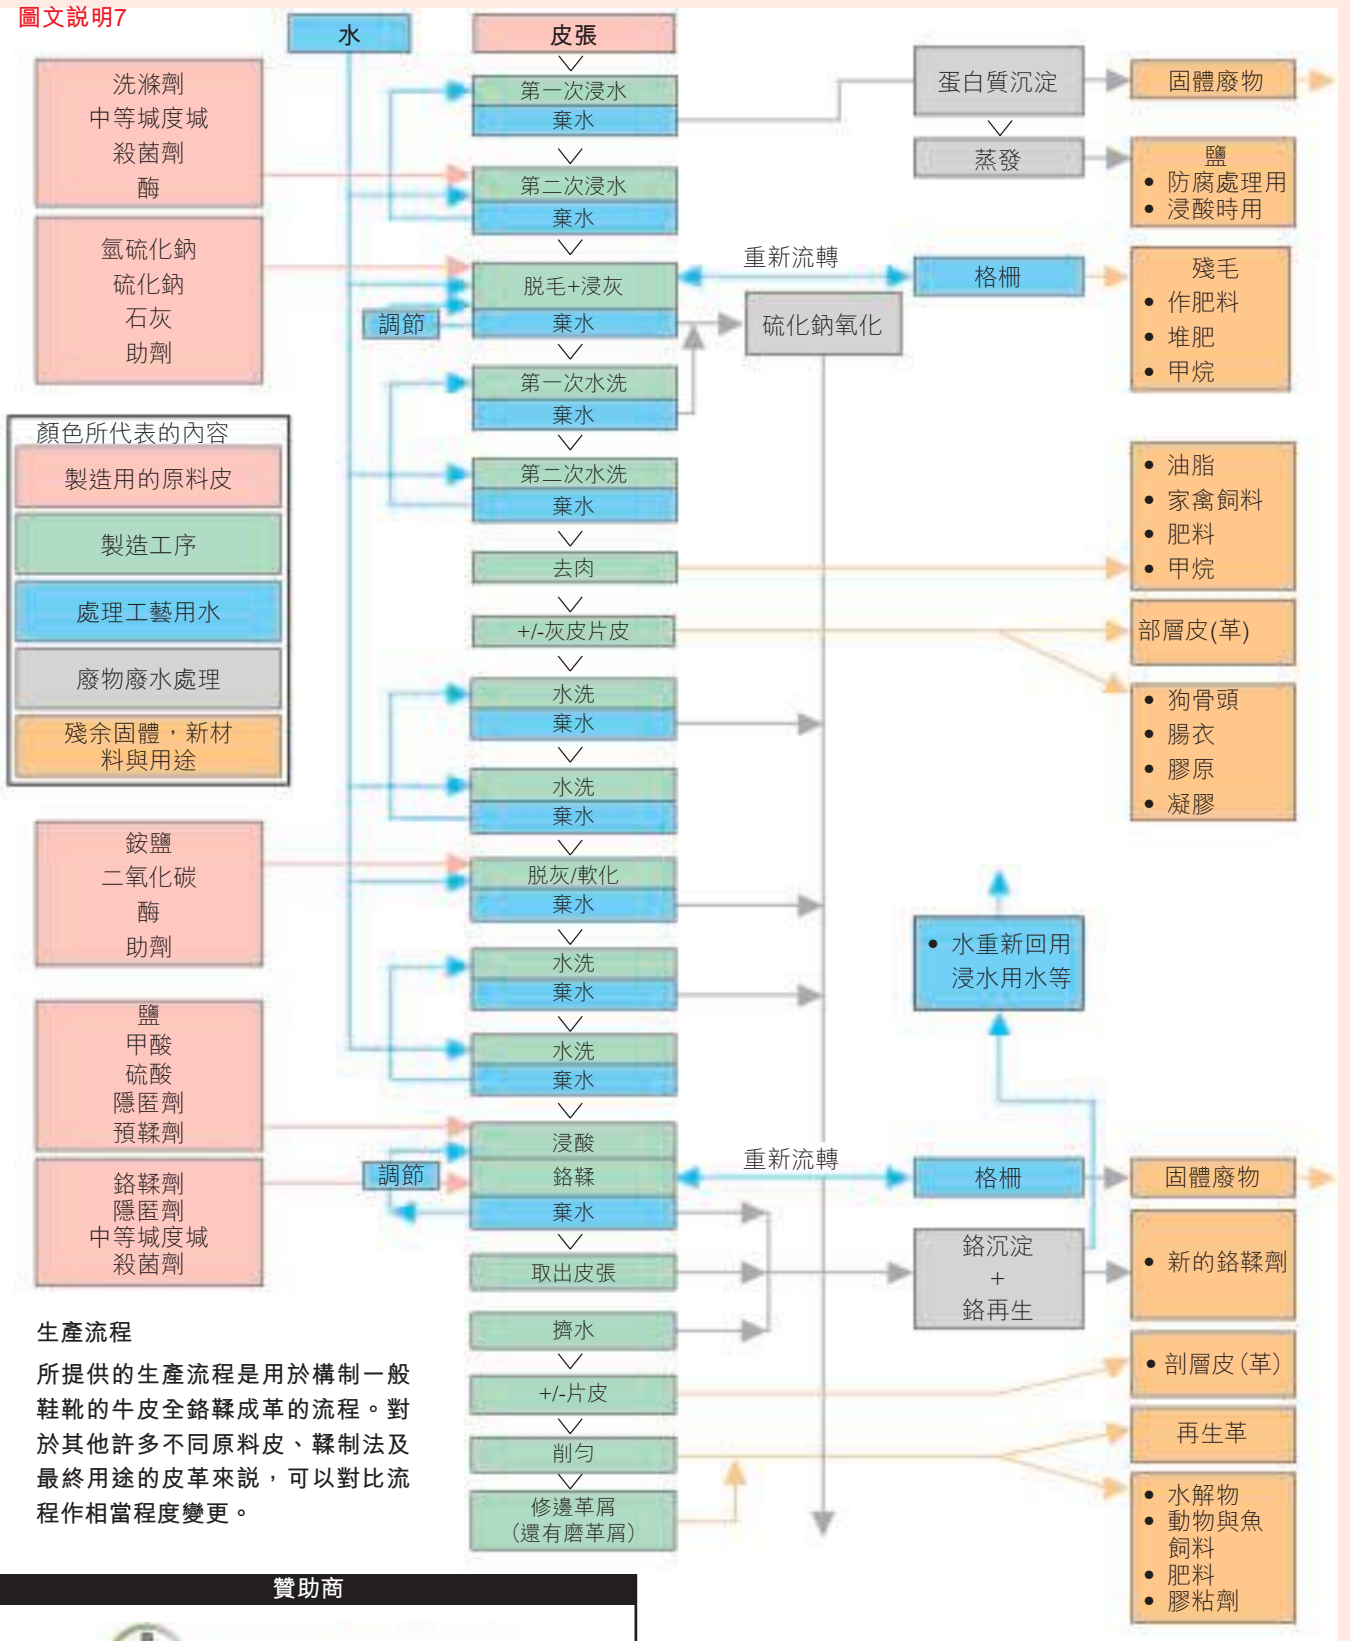 圖文説明7
水
皮張
洗滌劑
中等堿度堿
殺菌劑
酶
第一次浸水
棄水
第二次浸水
棄水
蛋白質沉淀
固體廢物
蒸發
鹽
• 防腐處理用
• 浸酸時用
氫硫化鈉
硫化鈉
石灰
助劑
調節
脱毛+浸灰
棄水
重新流轉
格柵
硫化鈉氧化
殘毛
• 作肥料
• 堆肥
• 甲烷
第一次水洗
棄水
第二次水洗
棄水
顏色所代表的內容
製造用的原料皮
製造工序
處理工藝用水
廢物廢水處理
殘余固體，新材
料與用途
去肉
• 油脂
• 家禽飼料
• 肥料
• 甲烷
+/-灰皮片皮
部層皮(革)
• 狗骨頭
• 腸衣
• 膠原
• 凝膠
水洗
棄水
水洗
棄水
銨鹽
二氧化碳
酶
助劑
脱灰/軟化
棄水
水洗
棄水
水洗
棄水
• 水重新回用
浸水用水等
鹽
甲酸
硫酸
隱匿劑
預鞣劑
鉻鞣劑
隱匿劑
中等堿度堿
殺菌劑
調節
浸酸
鉻鞣
棄水
重新流轉
格柵
固體廢物
取出皮張
鉻沉淀
+
鉻再生
• 新的鉻鞣劑
擠水
+/-片皮
• 剖層皮（革）
削匀
再生革
修邊革屑
（還有磨革屑）
• 水解物
• 動物與魚
飼料
• 肥料
• 膠粘劑
生產流程
所提供的生產流程是用於構制一般
鞋靴的牛皮全鉻鞣成革的流程。對
於其他許多不同原料皮、鞣制法及
最終用途的皮革來説，可以對比流
程作相當程度變更。
贊助商